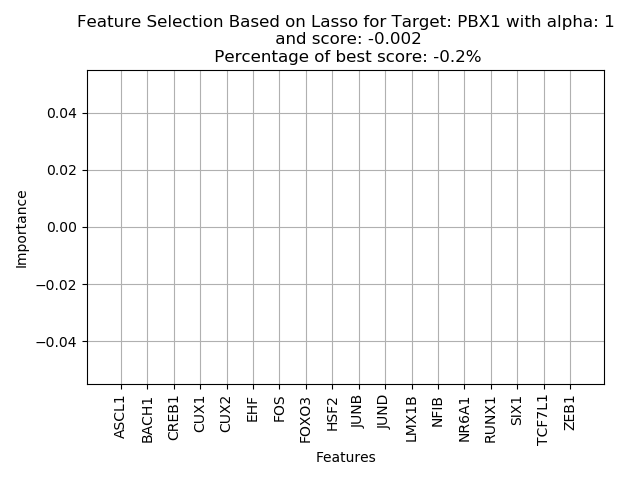 Feature Selection Based on Lasso for Target: PBX1 with alpha: 1
and score: -0.002
Percentage of best score: -0.2%
0.04
0.02
0.00
−0.02
−0.04
Importance
ASCL1
BACH1
CREB1
CUX1
CUX2
EHF
FOS
FOXO3
HSF2
JUNB
JUND
LMX1B
NFIB
NR6A1
RUNX1
SIX1
TCF7L1
ZEB1
Features